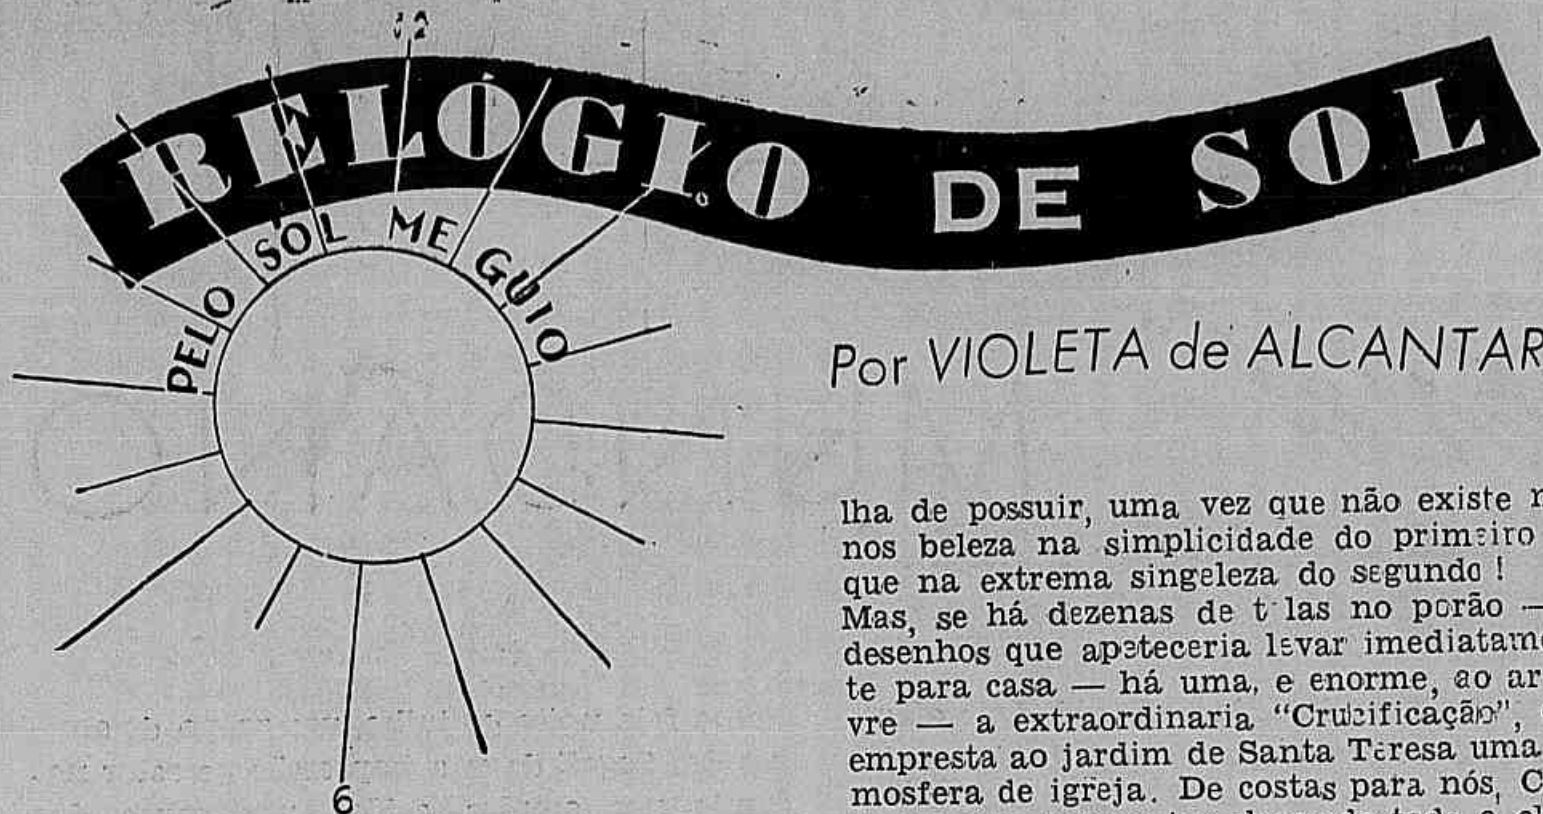 12
RELÓGIO DE SOL
PELO SOL ME GUIO
6
Por VIOLETA de ALCANTAR
lha de possuir, uma vez que não existe
nos beleza na simplicidade do primeiro
que na extrema singeleza do segundo!
Mas, se há dezenas de t las no porão —
desenhos que apeteceria levar imediatam
te para casa — há uma, e enorme, ao ar
vre — a extraordinaria "Crucificação",
empresta ao jardim de Santa Teresa uma
mosfera de igreja. De costas para nós, C